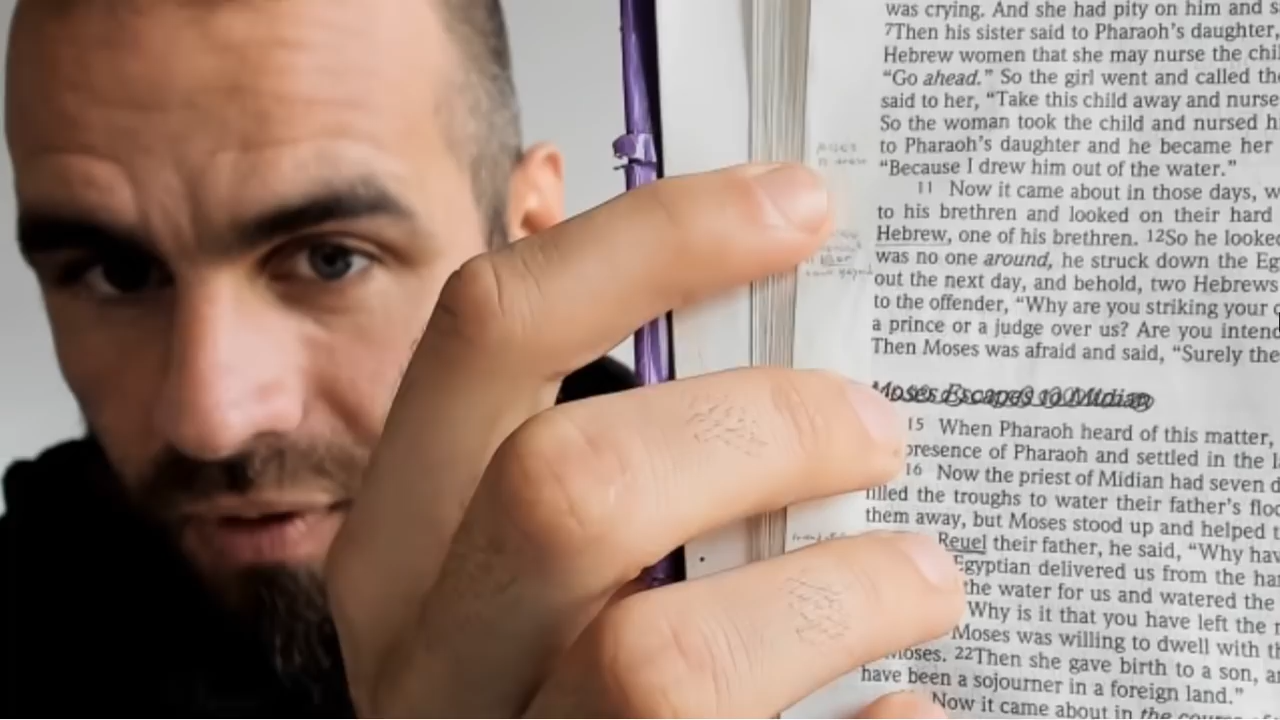 was crying. And she had pity on him and s
7Then his sister said to Pharaoh's daughter,
Hebrew women that she may nurse the chil
"Go ahead." So the girl went and called the
said to her, "Take this child away and nurse
So the woman took the child and nursed h
to Pharaoh's daughter and he became her
"Because I drew him out of the water."
11 Now it came about in those days, w
to his brethren and looked on their hard
Hebrew, one of his brethren. 12So he looked
was no one around, he struck down the Eg
out the next day, and behold, two Hebrews
to the offender, "Why are you striking your c
a prince or a judge over us? Are you intend
Then Moses was afraid and said, "Surely the
Moses Escapes to Midian
15 When Pharaoh heard of this matter,
presence of Pharaoh and settled in the l
16 Now the priest of Midian had seven d
filled the troughs to water their father's floc
them away, but Moses stood up and helped t
Reuel their father, he said, "Why hav
Egyptian delivered us from the ha
the water for us and watered the
Why is it that you have left the
Moses was willing to dwell with th
Moses. 22Then she gave birth to a son, a
have been a sojourner in a foreign land."
Now it came about in the course of